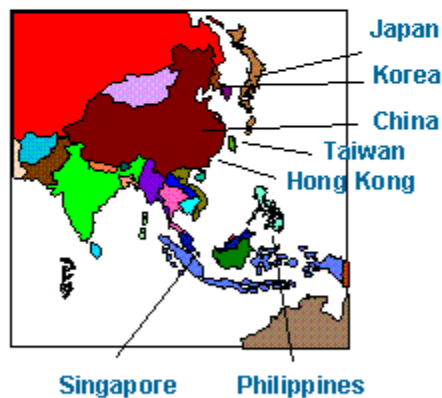 Japan
Korea
China
Taiwan
Hong Kong
Singapore Philippines